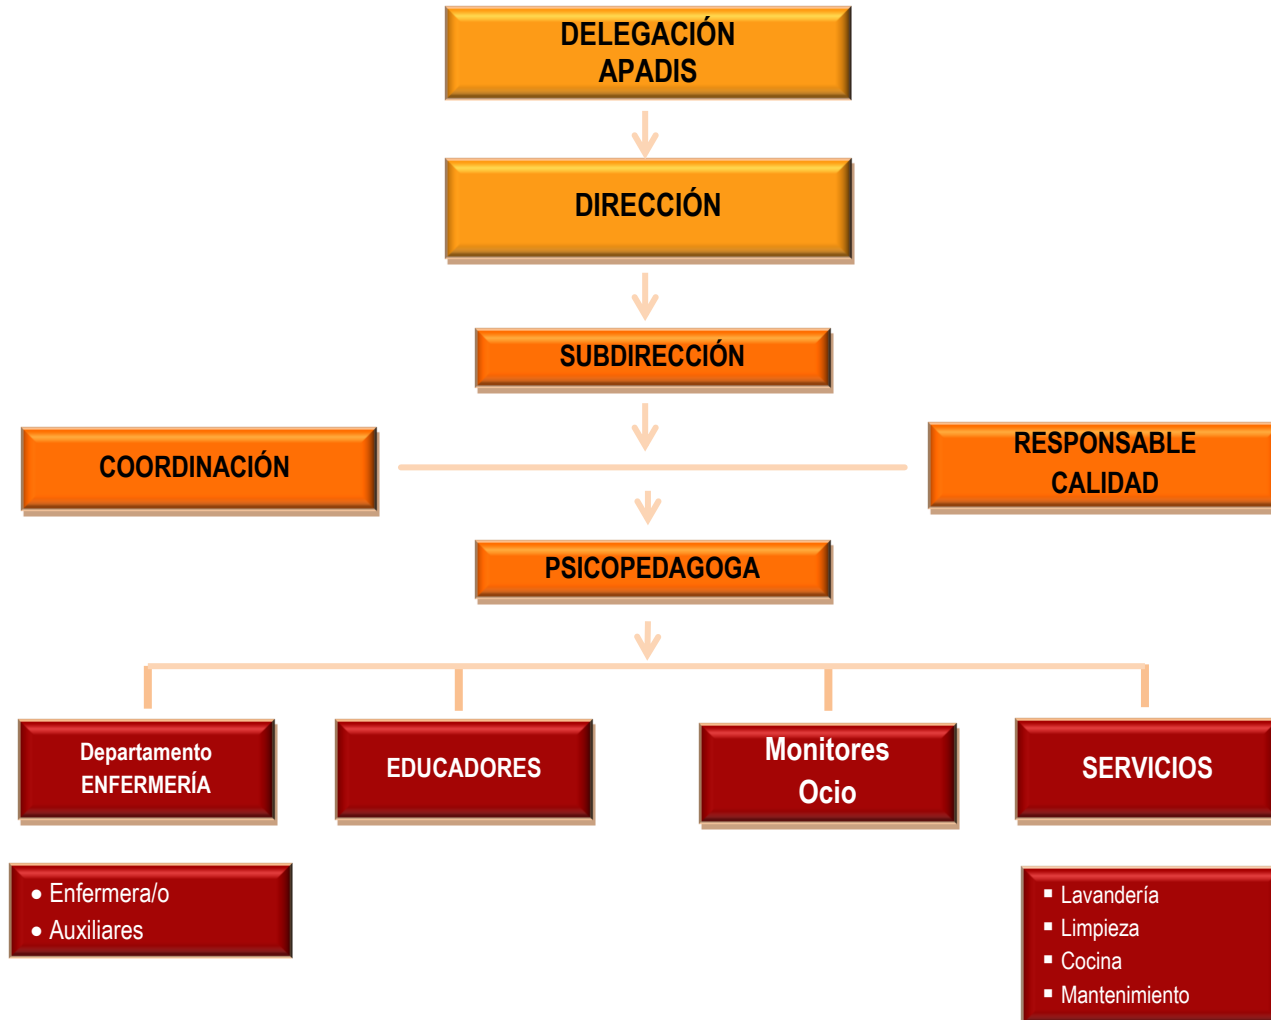 DELEGACIÓN
APADIS
DIRECCIÓN
SUBDIRECCIÓN
COORDINACIÓN
RESPONSABLE
CALIDAD
PSICOPEDAGOGA
Departamento
ENFERMERÍA
EDUCADORES
Monitores
Ocio
SERVICIOS
• Enfermera/o
• Auxiliares
▪ Lavandería
▪ Limpieza
▪ Cocina
▪ Mantenimiento